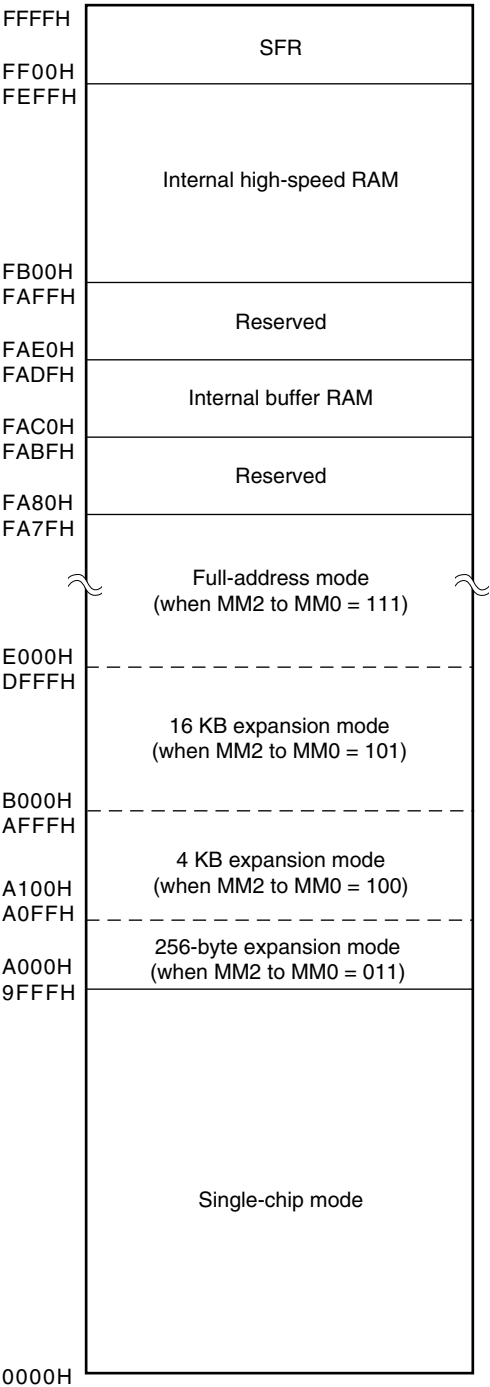 FFFFH
SFR
FF00H
FEFFH
Internal high-speed RAM
FB00H
FAFFH
Reserved
FAE0H
FADFH
Internal buffer RAM
FAC0H
FABFH
Reserved
FA80H
FA7FH
Full-address mode
(when MM2 to MM0 = 111)
E000H
DFFFH
16 KB expansion mode
(when MM2 to MM0 = 101)
B000H
AFFFH
4 KB expansion mode
(when MM2 to MM0 = 100)
A100H
A0FFH
256-byte expansion mode
(when MM2 to MM0 = 011)
A000H
9FFFH
Single-chip mode
0000H